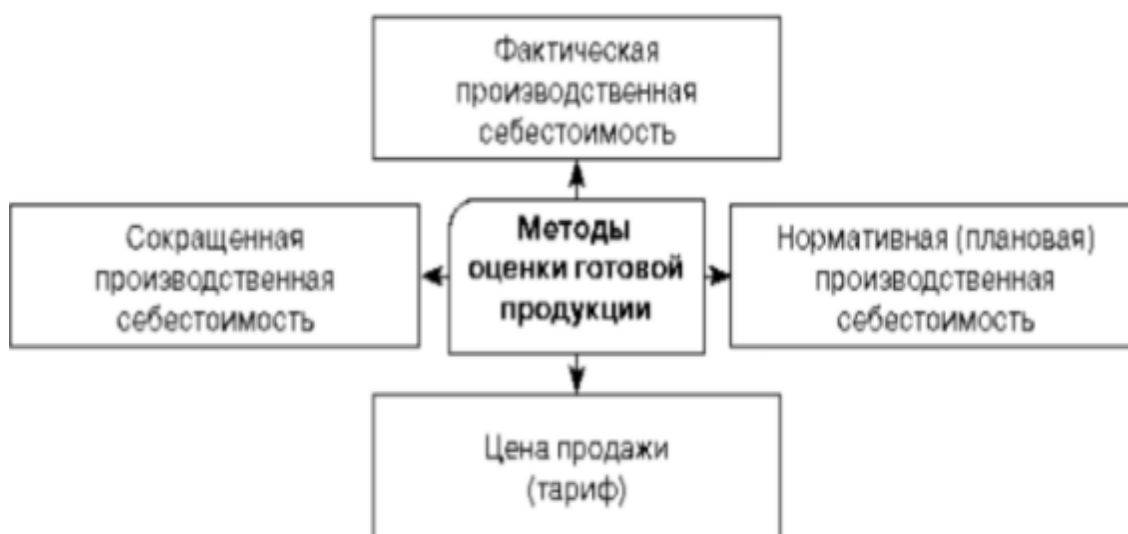 Фактическая
производственная
себестоимость
Сокращенная
производственная
себестоимость
Методы
оценки готовой
продукции
Нормативная (плановая)
производственная
себестоимость
Цена продажи
(тариф)